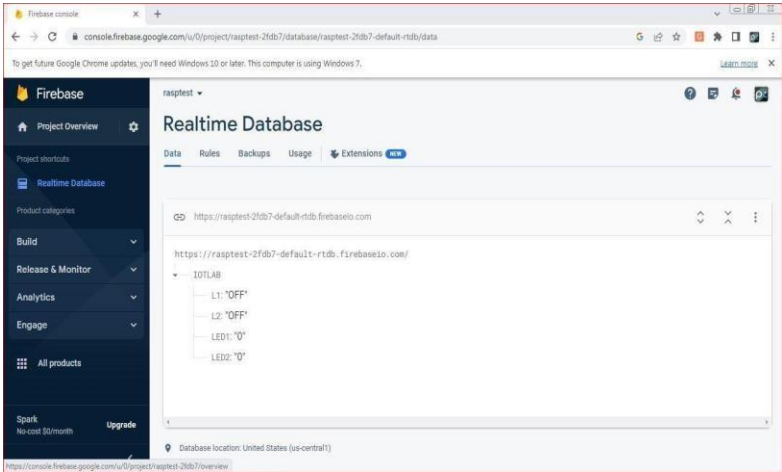 Firebase console
console.firebase.google.com/u/0/project/rasptest-2fdb7/database/rasptest-2fdb7-default-rtdb/data
To get future Google Chrome updates, you'll need Windows 10 or later. This computer is using Windows 7.
Learn more
Firebase
rasptest
Project Overview
Realtime Database
Data Rules Backups Usage Extensions NEW
Project shortcuts
Realtime Database
Product categories
https://rasptest-2fdb7-default-rtdb.firebaseio.com
Build
https://rasptest-2fdb7-default-rtdb.firebaseio.com/
Release & Monitor
IOTLAB
Analytics
L1: "OFF"
L2: "OFF"
Engage
LED1: "0"
LED2: "0"
All products
Spark
No-cost $0/month
Upgrade
Database location: United States (us-central1)
https://console.firebase.google.com/u/0/project/rasptest-2fdb7/overview